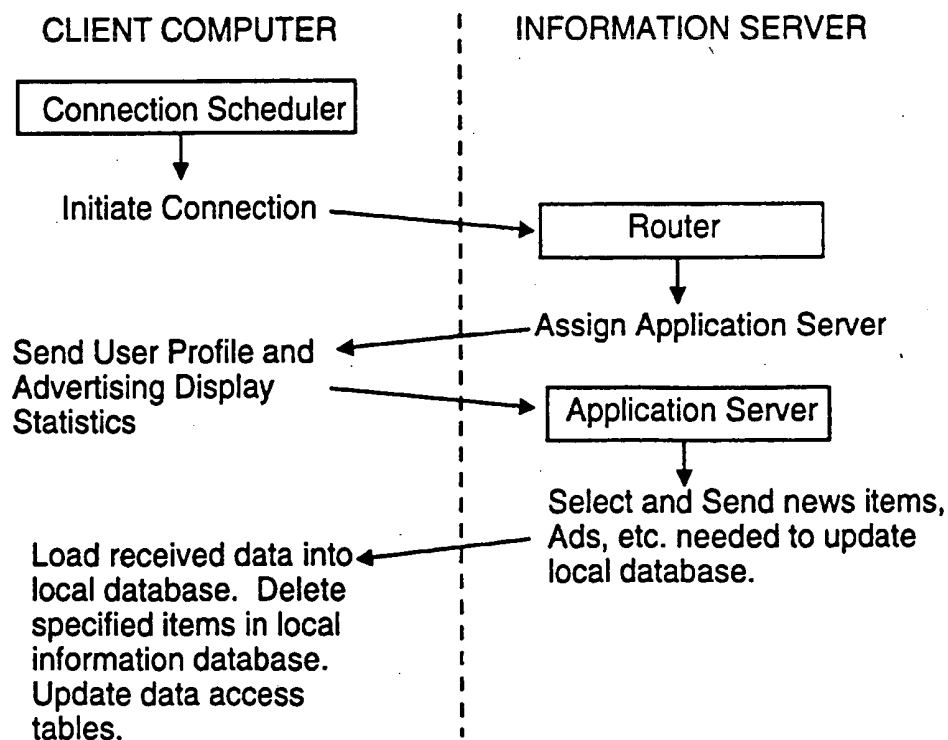 CLIENT COMPUTER
INFORMATION SERVER
Connection Scheduler
Initiate Connection
Router
Assign Application Server
Send User Profile and
Advertising Display
Statistics
Application Server
Select and Send news items,
Ads, etc. needed to update
local database.
Load received data into
local database. Delete
specified items in local
information database.
Update data access
tables.